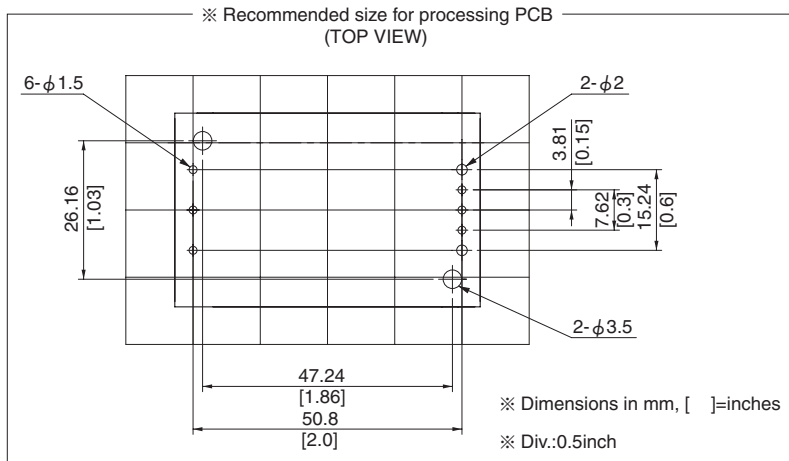 ※ Recommended size for processing PCB
(TOP VIEW)
6-φ1.5
2-φ2
3.81
[0.15]
7.62
[0.3]
15.24
[0.6]
26.16
[1.03]
2-φ3.5
47.24
[1.86]
50.8
[2.0]
※ Dimensions in mm, [ ]=inches
※ Div.:0.5inch